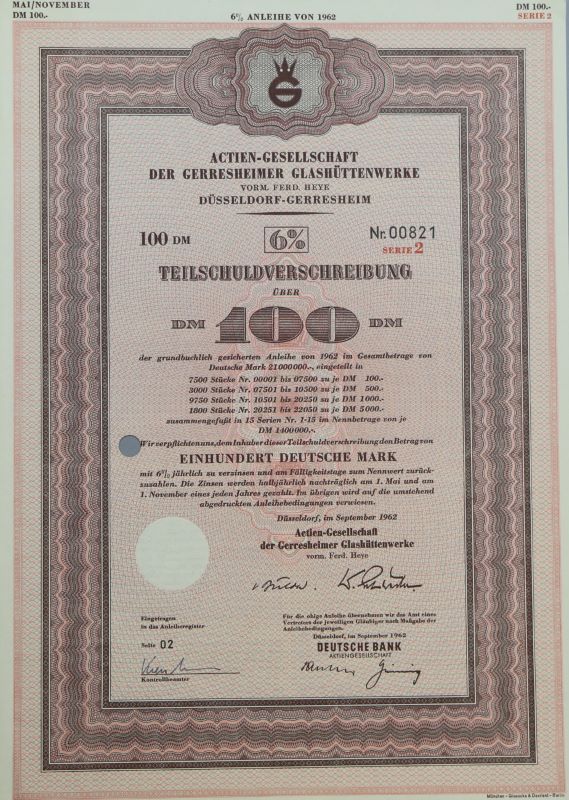 MAI/NOVEMBER
DM 100.-
6% ANLEIHE VON 1962
DM 100.-
SERIE 2
G
ACTIEN-GESELLSCHAFT
DER GERRESHEIMER GLASHÜTTENWERKE
VORM. FERD. HEYE
DÜSSELDORF-GERRESHEIM
100 DM
6%
Nr. 00821
SERIE 2
TEILSCHULDVERSCHREIBUNG
ÜBER
DM 100 DM
der grundbuchlich gesicherten Anleihe von 1962 im Gesamtbetrage von
Deutsche Mark 21000000.-, eingeteilt in
7500 Stücke Nr. 00001 bis 07500 zu je DM 100.-
3000 Stücke Nr. 07501 bis 10500 zu je DM 500.-
9750 Stücke Nr. 10501 bis 20250 zu je DM 1000.-
1800 Stücke Nr. 20251 bis 22050 zu je DM 5000.-
zusammengefaßt in 15 Serien Nr. 1-15 im Nennbetrage von je
DM 1400000.-.
Wir verpflichten uns, dem Inhaber dieser Teilschuldverschreibung den Betrag von
EINHUNDERT DEUTSCHE MARK
mit 6% jährlich zu verzinsen und am Fälligkeitstage zum Nennwert zurück-
zuzahlen. Die Zinsen werden halbjährlich nachträglich am 1. Mai und am
1. November eines jeden Jahres gezahlt. Im übrigen wird auf die umstehend
abgedruckten Anleihebedingungen verwiesen.
Düsseldorf, im September 1962
Actien-Gesellschaft
der Gerresheimer Glashüttenwerke
vorm. Ferd. Heye
Eingetragen
in das Anleiheregister
Seite 02
Kontrollbeamter
Für die obige Anleihe übernehmen wir das Amt eines
Vertreters der jeweiligen Gläubiger nach Maßgabe der
Anleihebedingungen.
Düsseldorf, im September 1962
DEUTSCHE BANK
AKTIENGESELLSCHAFT
München - Giesecke & Devrient - Berlin